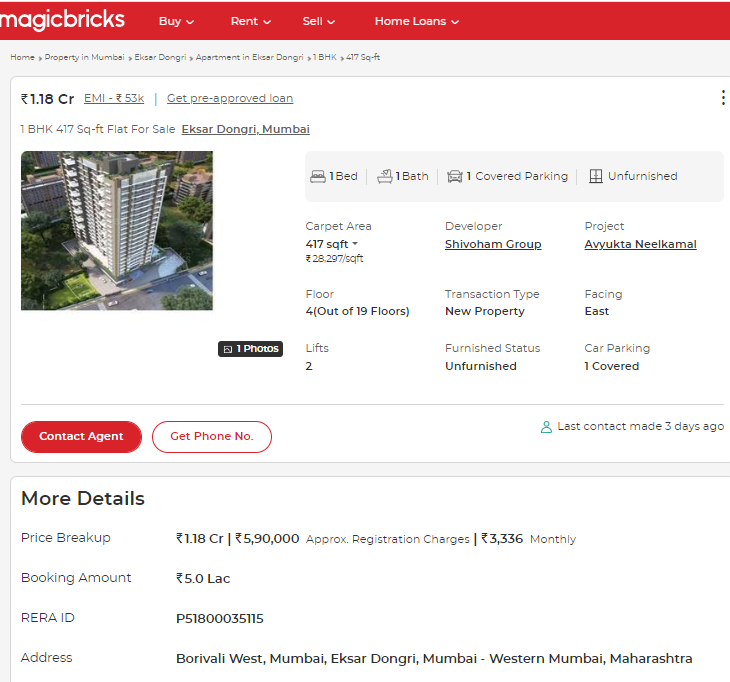 magicbricks Buy Rent Sell Home Loans
Home Property in Mumbai Eksar Dongri Apartment in Eksar Dongri 1 BHK 417 Sq-ft
₹1.18 Cr EMI - ₹ 53k | Get pre-approved loan
1 BHK 417 Sq-ft Flat For Sale Eksar Dongri, Mumbai
1 Bed 1 Bath 1 Covered Parking Unfurnished
Carpet Area Developer Project
417 sqft Shivoham Group Avyukta Neelkamal
₹28,297/sqft
Floor Transaction Type Facing
4(Out of 19 Floors) New Property East
1 Photos Lifts Furnished Status Car Parking
2 Unfurnished 1 Covered
Contact Agent Get Phone No. Last contact made 3 days ago
More Details
Price Breakup ₹1.18 Cr | ₹5,90,000 Approx. Registration Charges | ₹3,336 Monthly
Booking Amount ₹5.0 Lac
RERA ID P51800035115
Address Borivali West, Mumbai, Eksar Dongri, Mumbai - Western Mumbai, Maharashtra